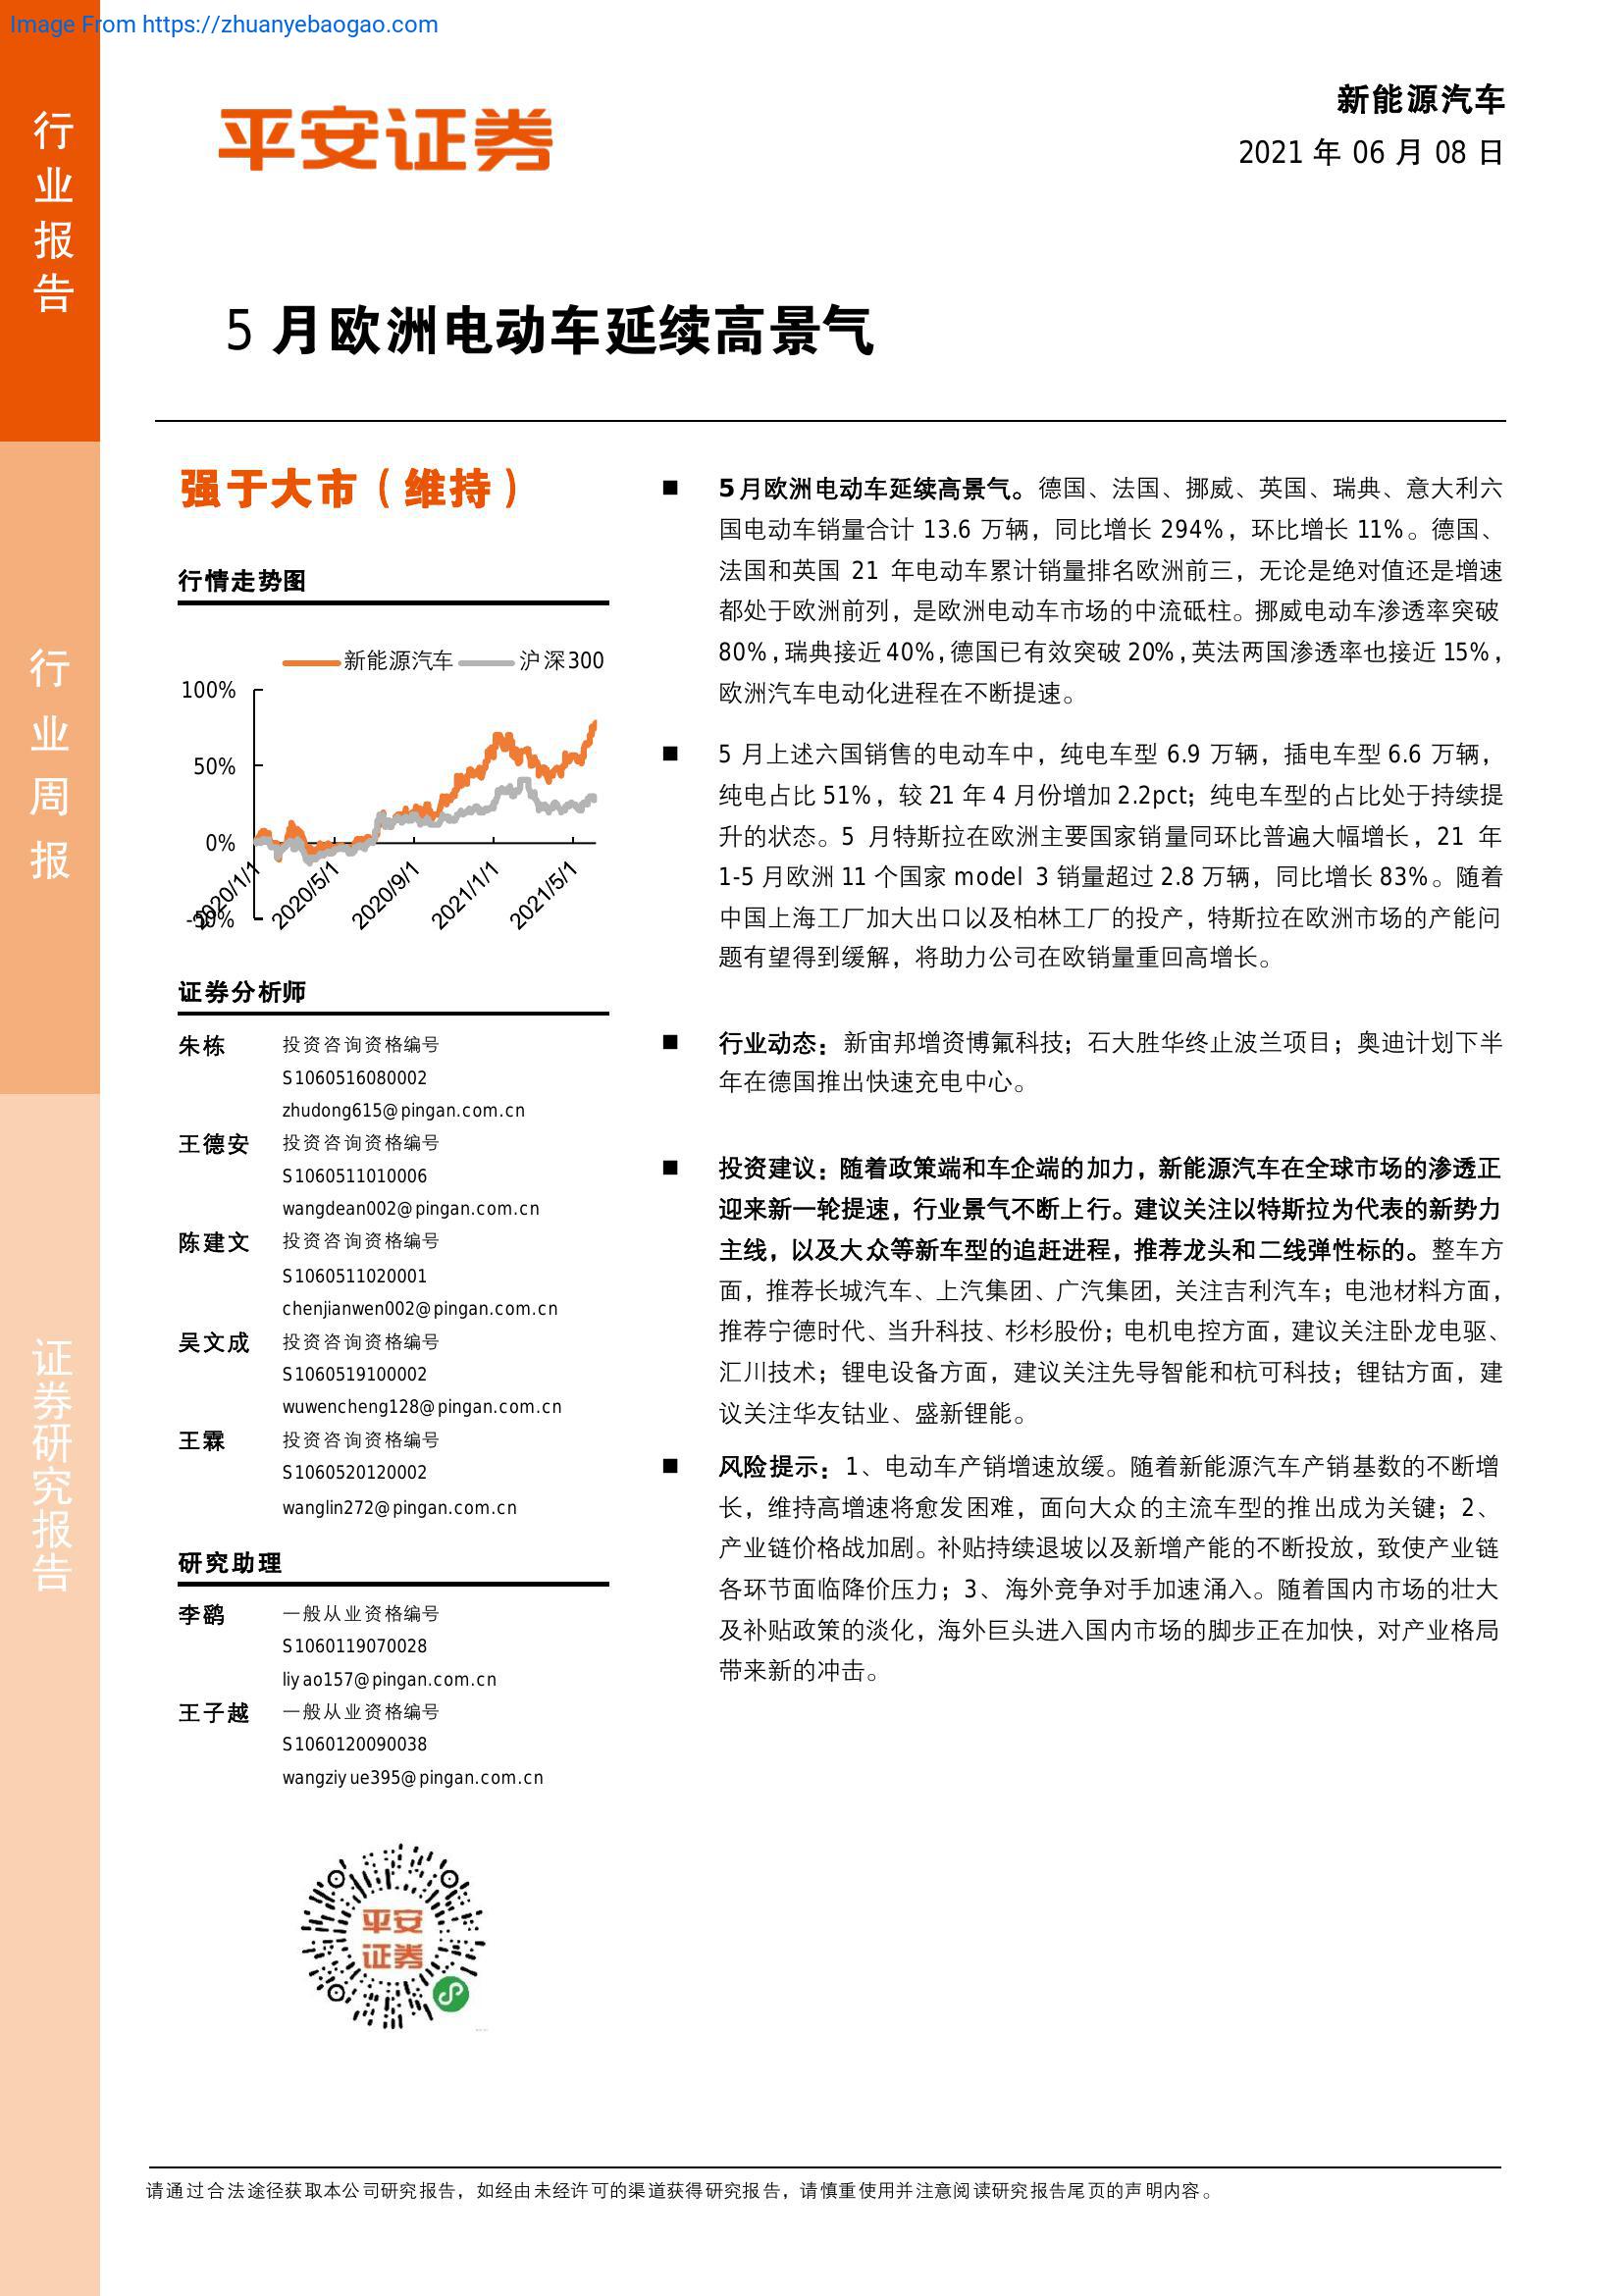 Image From https://zhuanyebaogao.com
行业报告
行业周报
证券研究报告
平安证券
新能源汽车
2021 年 06 月 08 日
5 月欧洲电动车延续高景气
强于大市（维持）
行情走势图
新能源汽车 沪深300
100%
50%
0%
-50%
2020/1/1 2020/5/1 2020/9/1 2021/1/1 2021/5/1
证券分析师
朱栋 投资咨询资格编号
S1060516080002
zhudong615@pingan.com.cn
王德安 投资咨询资格编号
S1060511010006
wangdean002@pingan.com.cn
陈建文 投资咨询资格编号
S1060511020001
chenjianwen002@pingan.com.cn
吴文成 投资咨询资格编号
S1060519100002
wuwencheng128@pingan.com.cn
王霖 投资咨询资格编号
S1060520120002
wanglin272@pingan.com.cn
研究助理
李鹞 一般从业资格编号
S1060119070028
liyao157@pingan.com.cn
王子越 一般从业资格编号
S1060120090038
wangziyue395@pingan.com.cn
平安
证券
■ 5月欧洲电动车延续高景气。德国、法国、挪威、英国、瑞典、意大利六
国电动车销量合计 13.6 万辆，同比增长 294%，环比增长 11%。德国、
法国和英国 21 年电动车累计销量排名欧洲前三，无论是绝对值还是增速
都处于欧洲前列，是欧洲电动车市场的中流砥柱。挪威电动车渗透率突破
80%，瑞典接近 40%，德国已有效突破 20%，英法两国渗透率也接近 15%，
欧洲汽车电动化进程在不断提速。
■ 5 月上述六国销售的电动车中，纯电车型 6.9 万辆，插电车型 6.6 万辆，
纯电占比 51%，较 21 年 4 月份增加 2.2pct；纯电车型的占比处于持续提
升的状态。5 月特斯拉在欧洲主要国家销量同环比普遍大幅增长，21 年
1-5 月欧洲 11 个国家 model 3 销量超过 2.8 万辆，同比增长 83%。随着
中国上海工厂加大出口以及柏林工厂的投产，特斯拉在欧洲市场的产能问
题有望得到缓解，将助力公司在欧销量重回高增长。
■ 行业动态：新宙邦增资博氟科技；石大胜华终止波兰项目；奥迪计划下半
年在德国推出快速充电中心。
■ 投资建议：随着政策端和车企端的加力，新能源汽车在全球市场的渗透正
迎来新一轮提速，行业景气不断上行。建议关注以特斯拉为代表的新势力
主线，以及大众等新车型的追赶进程，推荐龙头和二线弹性标的。整车方
面，推荐长城汽车、上汽集团、广汽集团，关注吉利汽车；电池材料方面，
推荐宁德时代、当升科技、杉杉股份；电机电控方面，建议关注卧龙电驱、
汇川技术；锂电设备方面，建议关注先导智能和杭可科技；锂钴方面，建
议关注华友钴业、盛新锂能。
■ 风险提示：1、电动车产销增速放缓。随着新能源汽车产销基数的不断增
长，维持高增速将愈发困难，面向大众的主流车型的推出成为关键；2、
产业链价格战加剧。补贴持续退坡以及新增产能的不断投放，致使产业链
各环节面临降价压力；3、海外竞争对手加速涌入。随着国内市场的壮大
及补贴政策的淡化，海外巨头进入国内市场的脚步正在加快，对产业格局
带来新的冲击。
请通过合法途径获取本公司研究报告，如经由未经许可的渠道获得研究报告，请慎重使用并注意阅读研究报告尾页的声明内容。